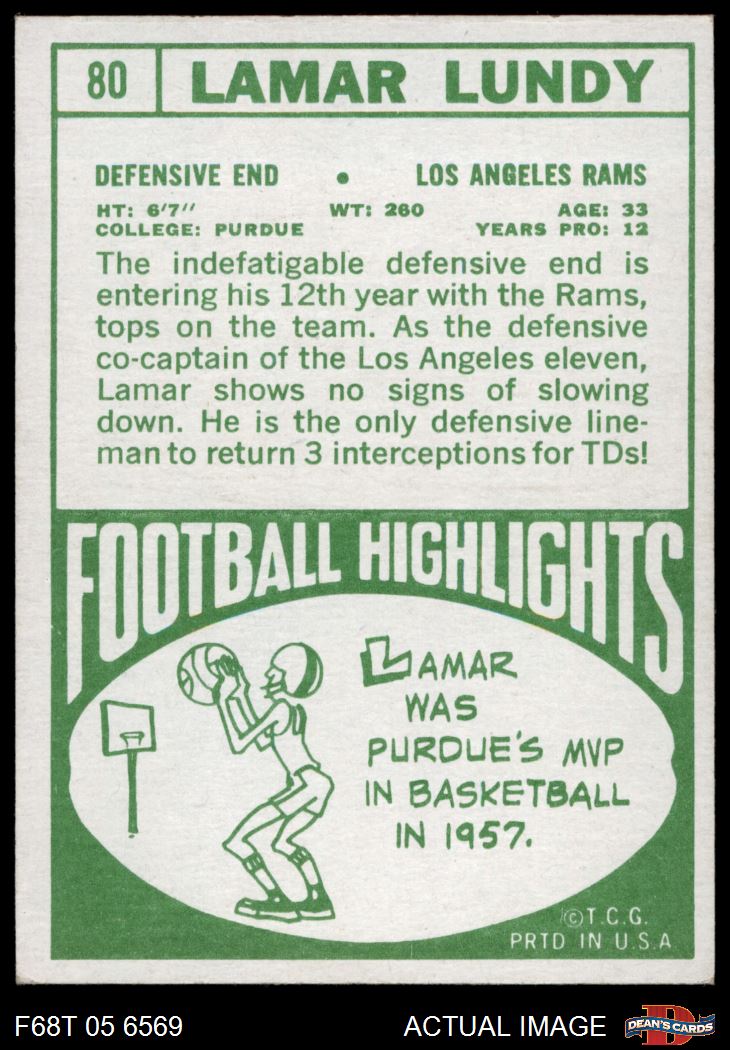 80 LAMAR LUNDY
DEFENSIVE END • LOS ANGELES RAMS
HT: 6'7'' WT: 260 AGE: 33
COLLEGE: PURDUE YEARS PRO: 12
The indefatigable defensive end is
entering his 12th year with the Rams,
tops on the team. As the defensive
co-captain of the Los Angeles eleven,
Lamar shows no signs of slowing
down. He is the only defensive line-
man to return 3 interceptions for TDs!
FOOTBALL HIGHLIGHTS
LAMAR
WAS
PURDUE'S MVP
IN BASKETBALL
IN 1957.
©T.C.G.
PRTD IN U.S.A
F68T 05 6569 ACTUAL IMAGE DEAN'S CARDS